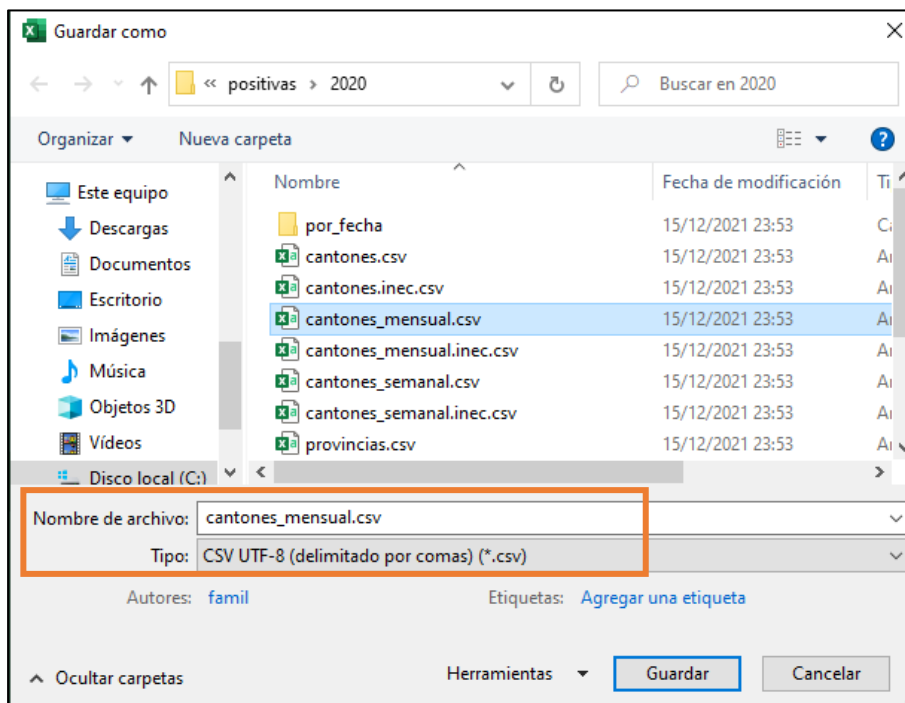 Guardar como
« positivas › 2020
Buscar en 2020
Organizar
Nueva carpeta
Nombre
Fecha de modificación
Este equipo
Descargas
Documentos
Escritorio
Imágenes
Música
Objetos 3D
Vídeos
Disco local (C:)
por_fecha 15/12/2021 23:53
cantones.csv 15/12/2021 23:53
cantones.inec.csv 15/12/2021 23:53
cantones_mensual.csv 15/12/2021 23:53
cantones_mensual.inec.csv 15/12/2021 23:53
cantones_semanal.csv 15/12/2021 23:53
cantones_semanal.inec.csv 15/12/2021 23:53
provincias.csv 15/12/2021 23:53
Nombre de archivo: cantones_mensual.csv
Tipo: CSV UTF-8 (delimitado por comas) (*.csv)
Autores: famil
Etiquetas: Agregar una etiqueta
Ocultar carpetas
Herramientas
Guardar
Cancelar